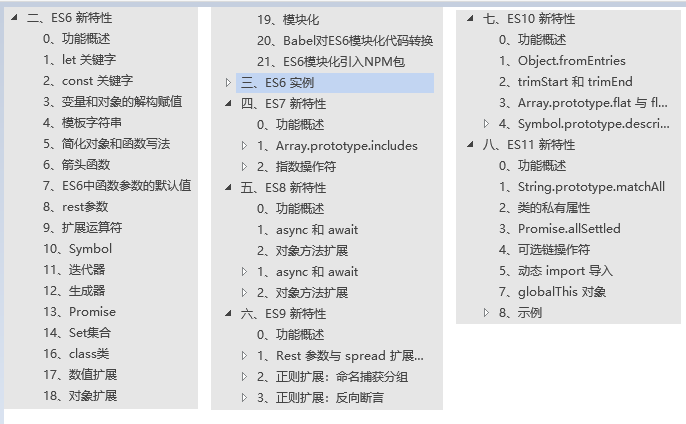 二、ES6 新特性
0、功能概述
1、let 关键字
2、const 关键字
3、变量和对象的解构赋值
4、模板字符串
5、简化对象和函数写法
6、箭头函数
7、ES6中函数参数的默认值
8、rest参数
9、扩展运算符
10、Symbol
11、迭代器
12、生成器
13、Promise
14、Set集合
16、class类
17、数值扩展
18、对象扩展
19、模块化
20、Babel对ES6模块化代码转换
21、ES6模块化引入NPM包
三、ES6 实例
四、ES7 新特性
0、功能概述
1、Array.prototype.includes
2、指数操作符
五、ES8 新特性
0、功能概述
1、async 和 await
2、对象方法扩展
1、async 和 await
2、对象方法扩展
六、ES9 新特性
0、功能概述
1、Rest 参数与 spread 扩展...
2、正则扩展：命名捕获分组
3、正则扩展：反向断言
七、ES10 新特性
0、功能概述
1、Object.fromEntries
2、trimStart 和 trimEnd
3、Array.prototype.flat 与 fl...
4、Symbol.prototype.descri...
八、ES11 新特性
0、功能概述
1、String.prototype.matchAll
2、类的私有属性
3、Promise.allSettled
4、可选链操作符
5、动态 import 导入
7、globalThis 对象
8、示例